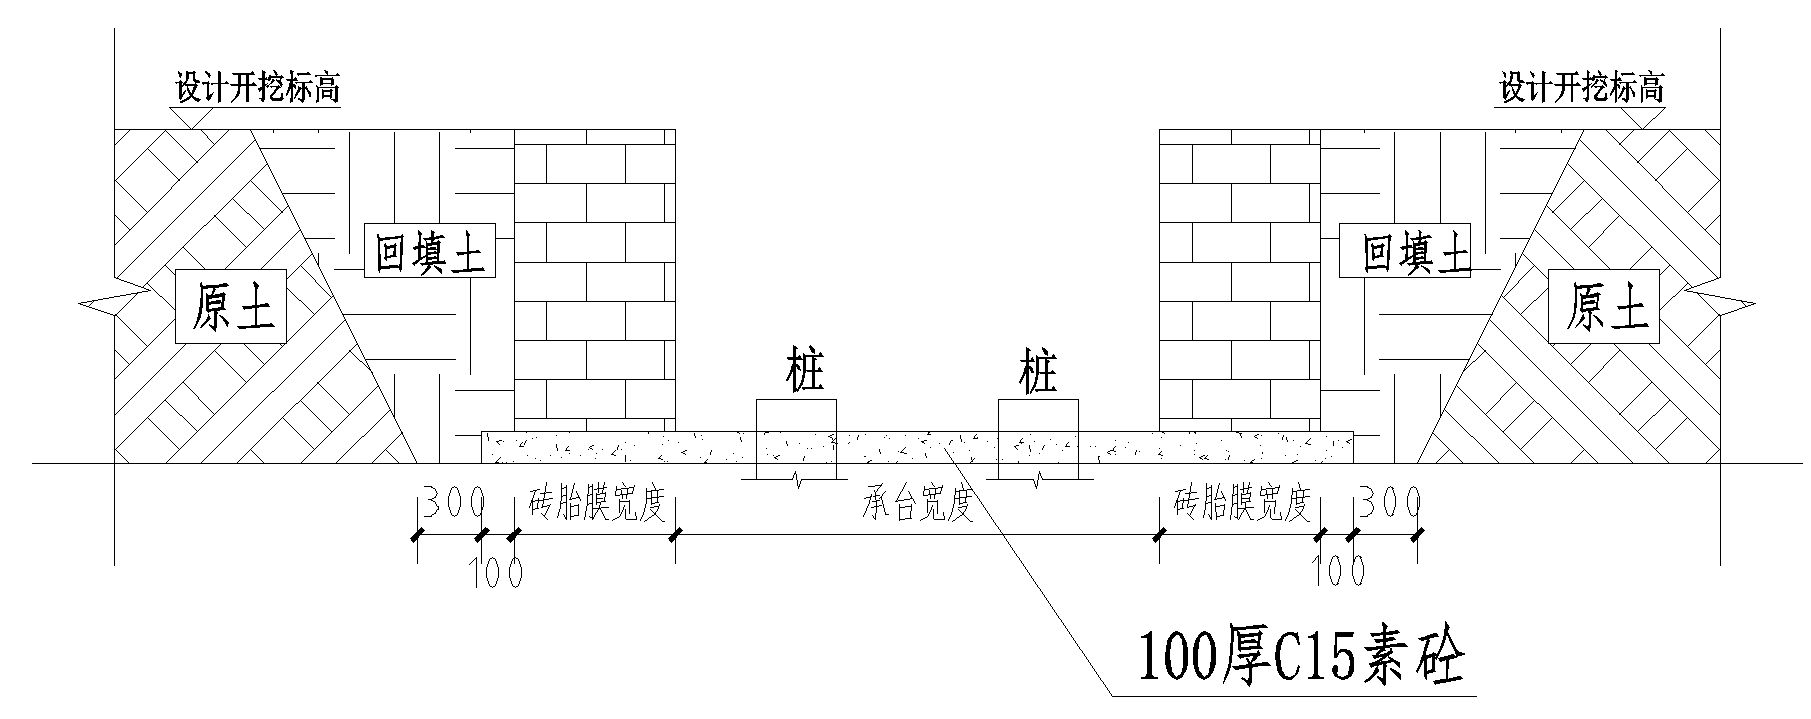 设计开挖标高
设计开挖标高
回填土
回填土
原土
原土
桩
桩
300
砖胎膜宽度
承台宽度
砖胎膜宽度
300
100
100
100厚C15素砼